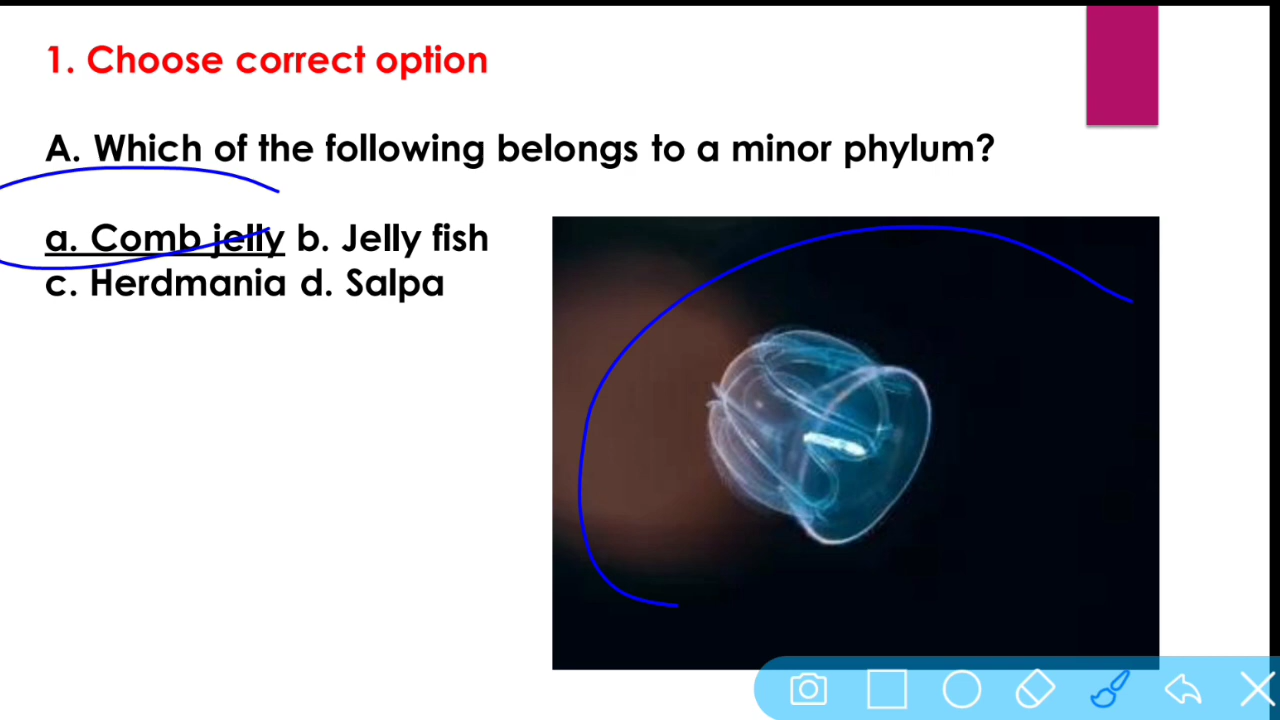 1. Choose correct option
A. Which of the following belongs to a minor phylum?
a. Comb jelly b. Jelly fish
c. Herdmania d. Salpa